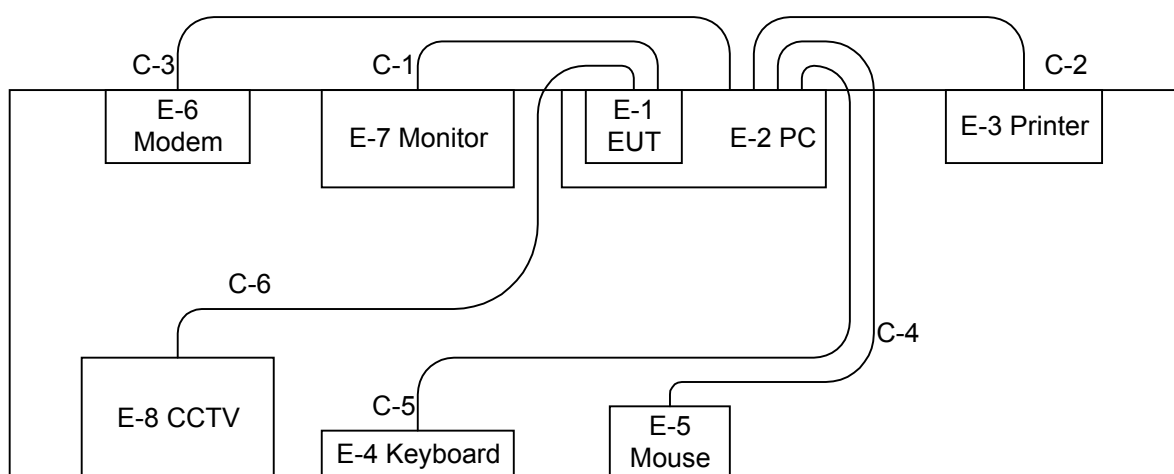 C-3
C-1
C-2
E-6
Modem
E-7 Monitor
E-1
EUT
E-2 PC
E-3 Printer
C-6
C-4
E-8 CCTV
C-5
E-4 Keyboard
E-5
Mouse